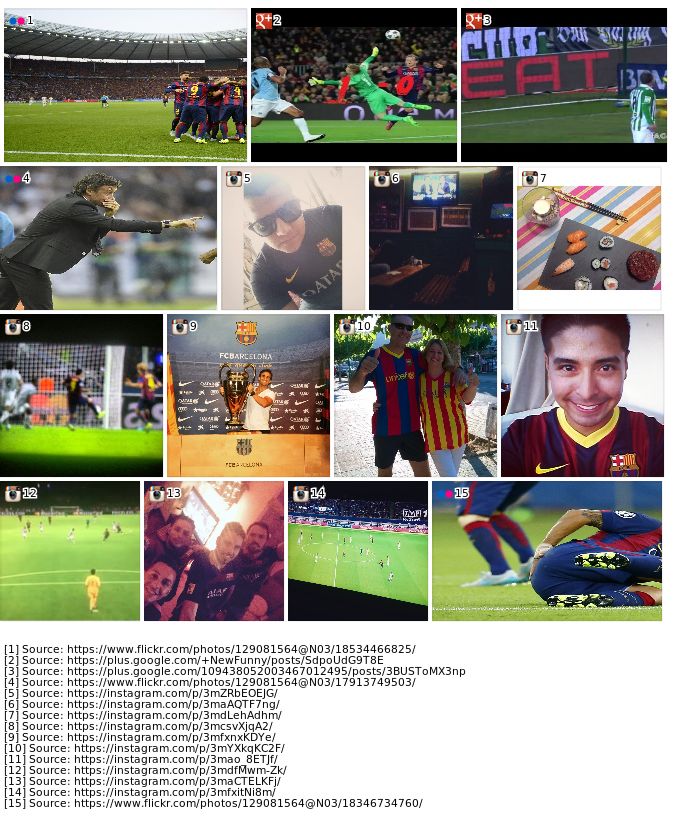 1
9
g+ 2
g+ 3
EAT
4
5
QATAR
6
7
8
9
FCBARCELONA
QATAR
FCBARCELONA
10
unicef
11
12
13
14
15
[1] Source: https://www.flickr.com/photos/129081564@N03/18534466825/
[2] Source: https://plus.google.com/+NewFunny/posts/SdpoUdG9T8E
[3] Source: https://plus.google.com/109438052003467012495/posts/3BUSToMX3np
[4] Source: https://www.flickr.com/photos/129081564@N03/17913749503/
[5] Source: https://instagram.com/p/3mZRbEOEJG/
[6] Source: https://instagram.com/p/3maAQTF7ng/
[7] Source: https://instagram.com/p/3mdLehAdhm/
[8] Source: https://instagram.com/p/3mcsvXjqA2/
[9] Source: https://instagram.com/p/3mfxnxKDYe/
[10] Source: https://instagram.com/p/3mYXkqKC2F/
[11] Source: https://instagram.com/p/3mao_8ETJf/
[12] Source: https://instagram.com/p/3mdfMwm-Zk/
[13] Source: https://instagram.com/p/3maCTELKFj/
[14] Source: https://instagram.com/p/3mfxitNi8m/
[15] Source: https://www.flickr.com/photos/129081564@N03/18346734760/